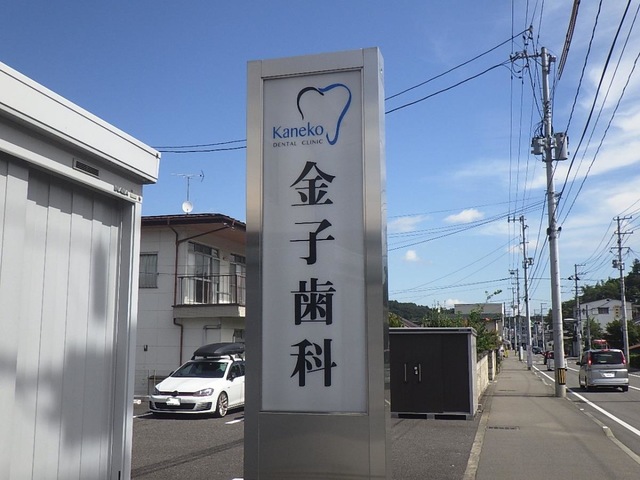 Kaneko
DENTAL CLINIC
金子歯科